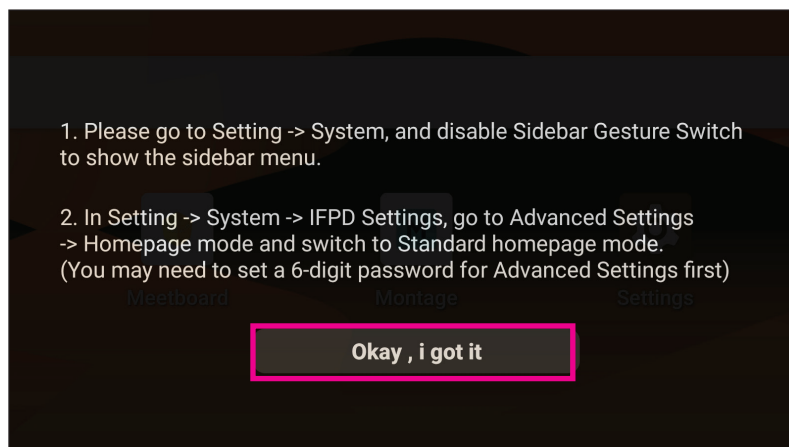 1. Please go to Setting -> System, and disable Sidebar Gesture Switch
to show the sidebar menu.
2. In Setting -> System -> IFPD Settings, go to Advanced Settings
-> Homepage mode and switch to Standard homepage mode.
(You may need to set a 6-digit password for Advanced Settings first)
Meetboard Montage Settings
Okay , i got it